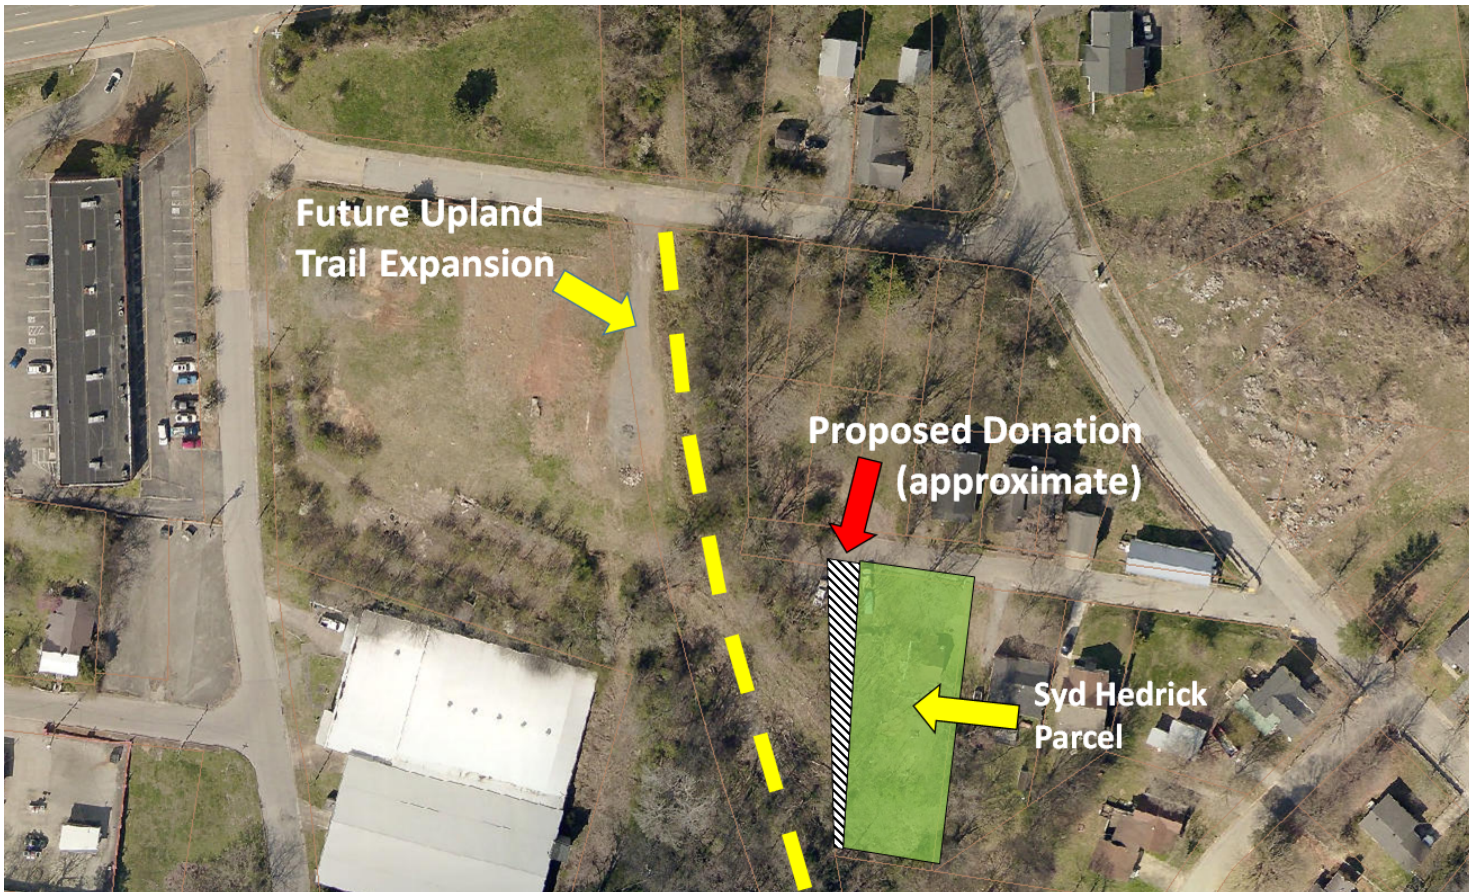 Future Upland
Trail Expansion
Proposed Donation
(approximate)
Syd Hedrick
Parcel